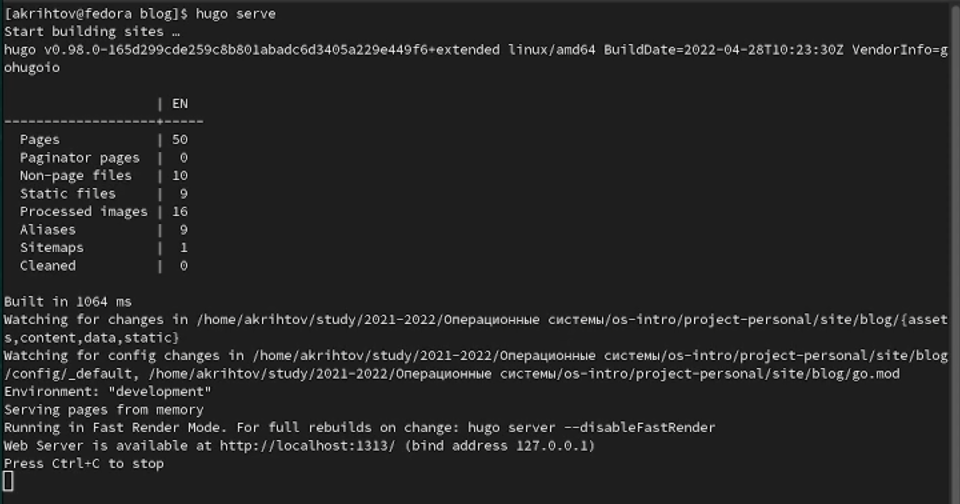 [akrihtov@fedora blog]$ hugo serve
Start building sites …
hugo v0.98.0-165d299cde259c8b801abadc6d3405a229e449f6+extended linux/amd64 BuildDate=2022-04-28T10:23:30Z VendorInfo=g
ohugoio
                   | EN
-------------------+-----
  Pages            | 50
  Paginator pages  |  0
  Non-page files   | 10
  Static files     |  9
  Processed images | 16
  Aliases          |  9
  Sitemaps         |  1
  Cleaned          |  0
Built in 1064 ms
Watching for changes in /home/akrihtov/study/2021-2022/Операционные системы/os-intro/project-personal/site/blog/{asset
s,content,data,static}
Watching for config changes in /home/akrihtov/study/2021-2022/Операционные системы/os-intro/project-personal/site/blog
/config/_default, /home/akrihtov/study/2021-2022/Операционные системы/os-intro/project-personal/site/blog/go.mod
Environment: "development"
Serving pages from memory
Running in Fast Render Mode. For full rebuilds on change: hugo server --disableFastRender
Web Server is available at http://localhost:1313/ (bind address 127.0.0.1)
Press Ctrl+C to stop